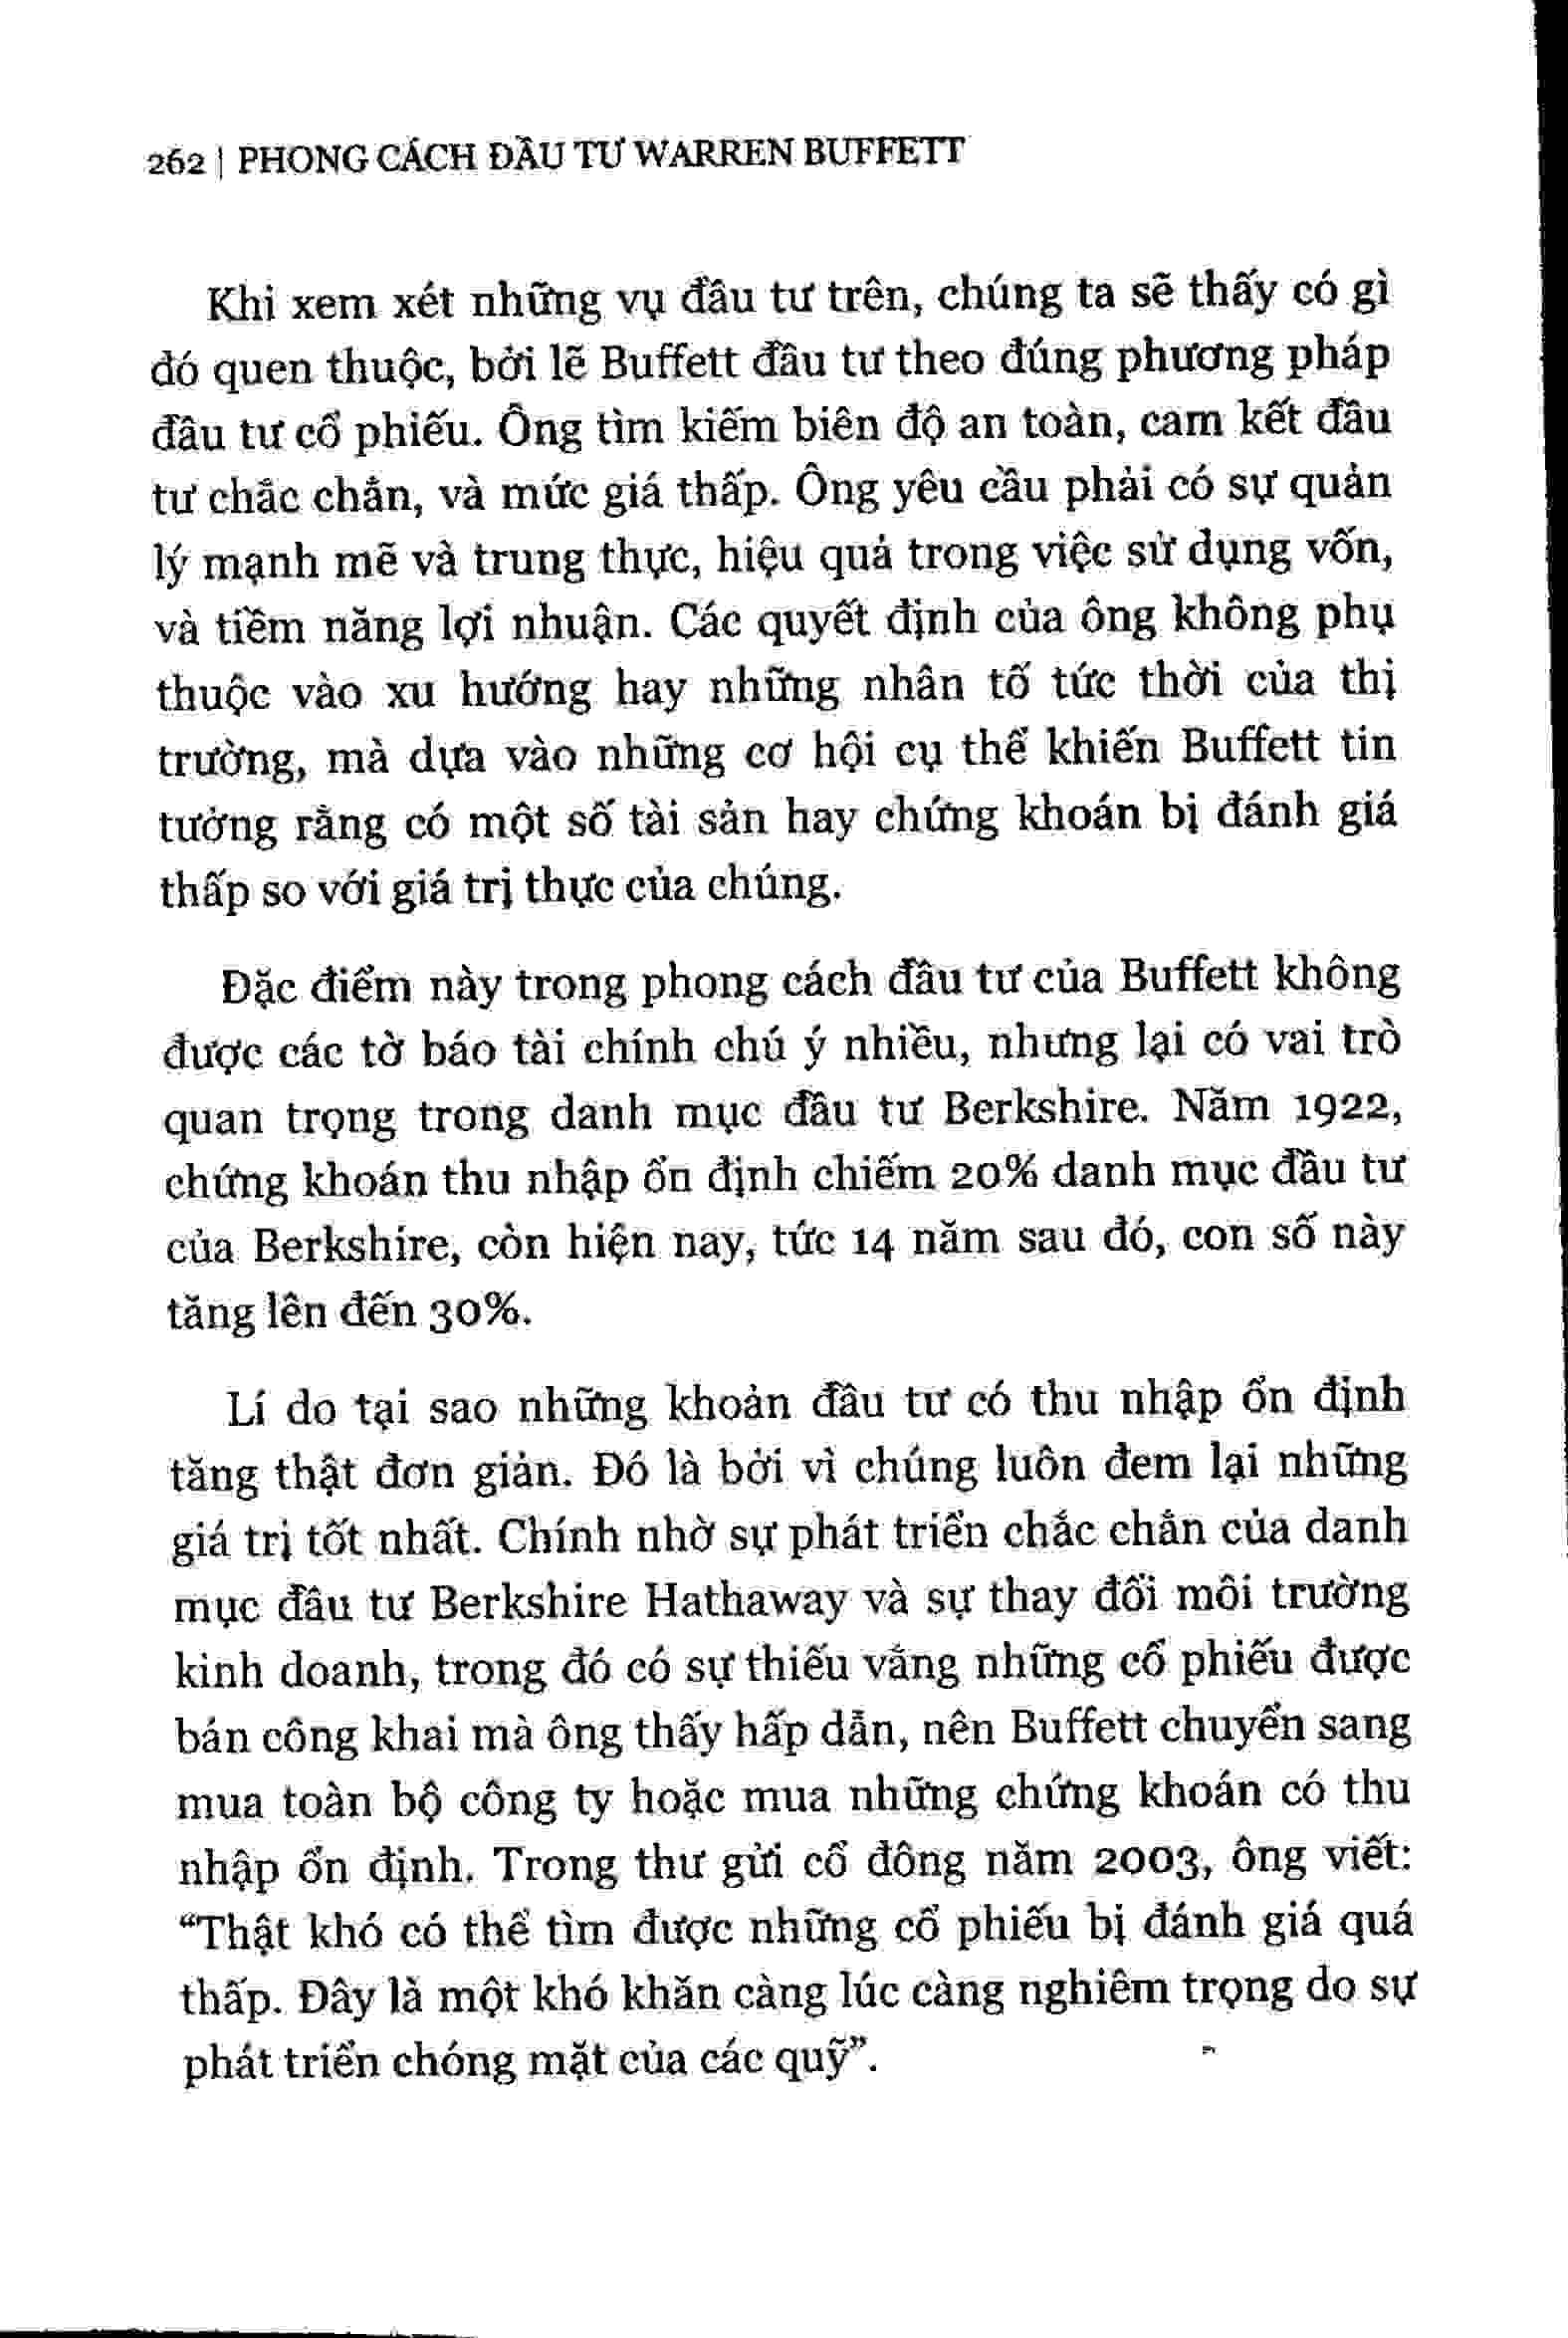 262 | PHONG CÁCH ĐẦU TƯ WARREN BUFFETT
Khi xem xét những vụ đầu tư trên, chúng ta sẽ thấy có gì
đó quen thuộc, bởi lẽ Buffett đầu tư theo đúng phương pháp
đầu tư cổ phiếu. Ông tìm kiếm biên độ an toàn, cam kết đầu
tư chắc chắn, và mức giá thấp. Ông yêu cầu phải có sự quản
lý mạnh mẽ và trung thực, hiệu quả trong việc sử dụng vốn,
và tiềm năng lợi nhuận. Các quyết định của ông không phụ
thuộc vào xu hướng hay những nhân tố tức thời của thị
trường, mà dựa vào những cơ hội cụ thể khiến Buffett tin
tưởng rằng có một số tài sản hay chứng khoán bị đánh giá
thấp so với giá trị thực của chúng.
Đặc điểm này trong phong cách đầu tư của Buffett không
được các tờ báo tài chính chú ý nhiều, nhưng lại có vai trò
quan trọng trong danh mục đầu tư Berkshire. Năm 1922,
chứng khoán thu nhập ổn định chiếm 20% danh mục đầu tư
của Berkshire, còn hiện nay, tức 14 năm sau đó, con số này
tăng lên đến 30%.
Lí do tại sao những khoản đầu tư có thu nhập ổn định
tăng thật đơn giản. Đó là bởi vì chúng luôn đem lại những
giá trị tốt nhất. Chính nhờ sự phát triển chắc chắn của danh
mục đầu tư Berkshire Hathaway và sự thay đổi môi trường
kinh doanh, trong đó có sự thiếu vắng những cổ phiếu được
bán công khai mà ông thấy hấp dẫn, nên Buffett chuyển sang
mua toàn bộ công ty hoặc mua những chứng khoán có thu
nhập ổn định. Trong thư gửi cổ đông năm 2003, ông viết:
“Thật khó có thể tìm được những cổ phiếu bị đánh giá quá
thấp. Đây là một khó khăn càng lúc càng nghiêm trọng do sự
phát triển chóng mặt của các quỹ”.